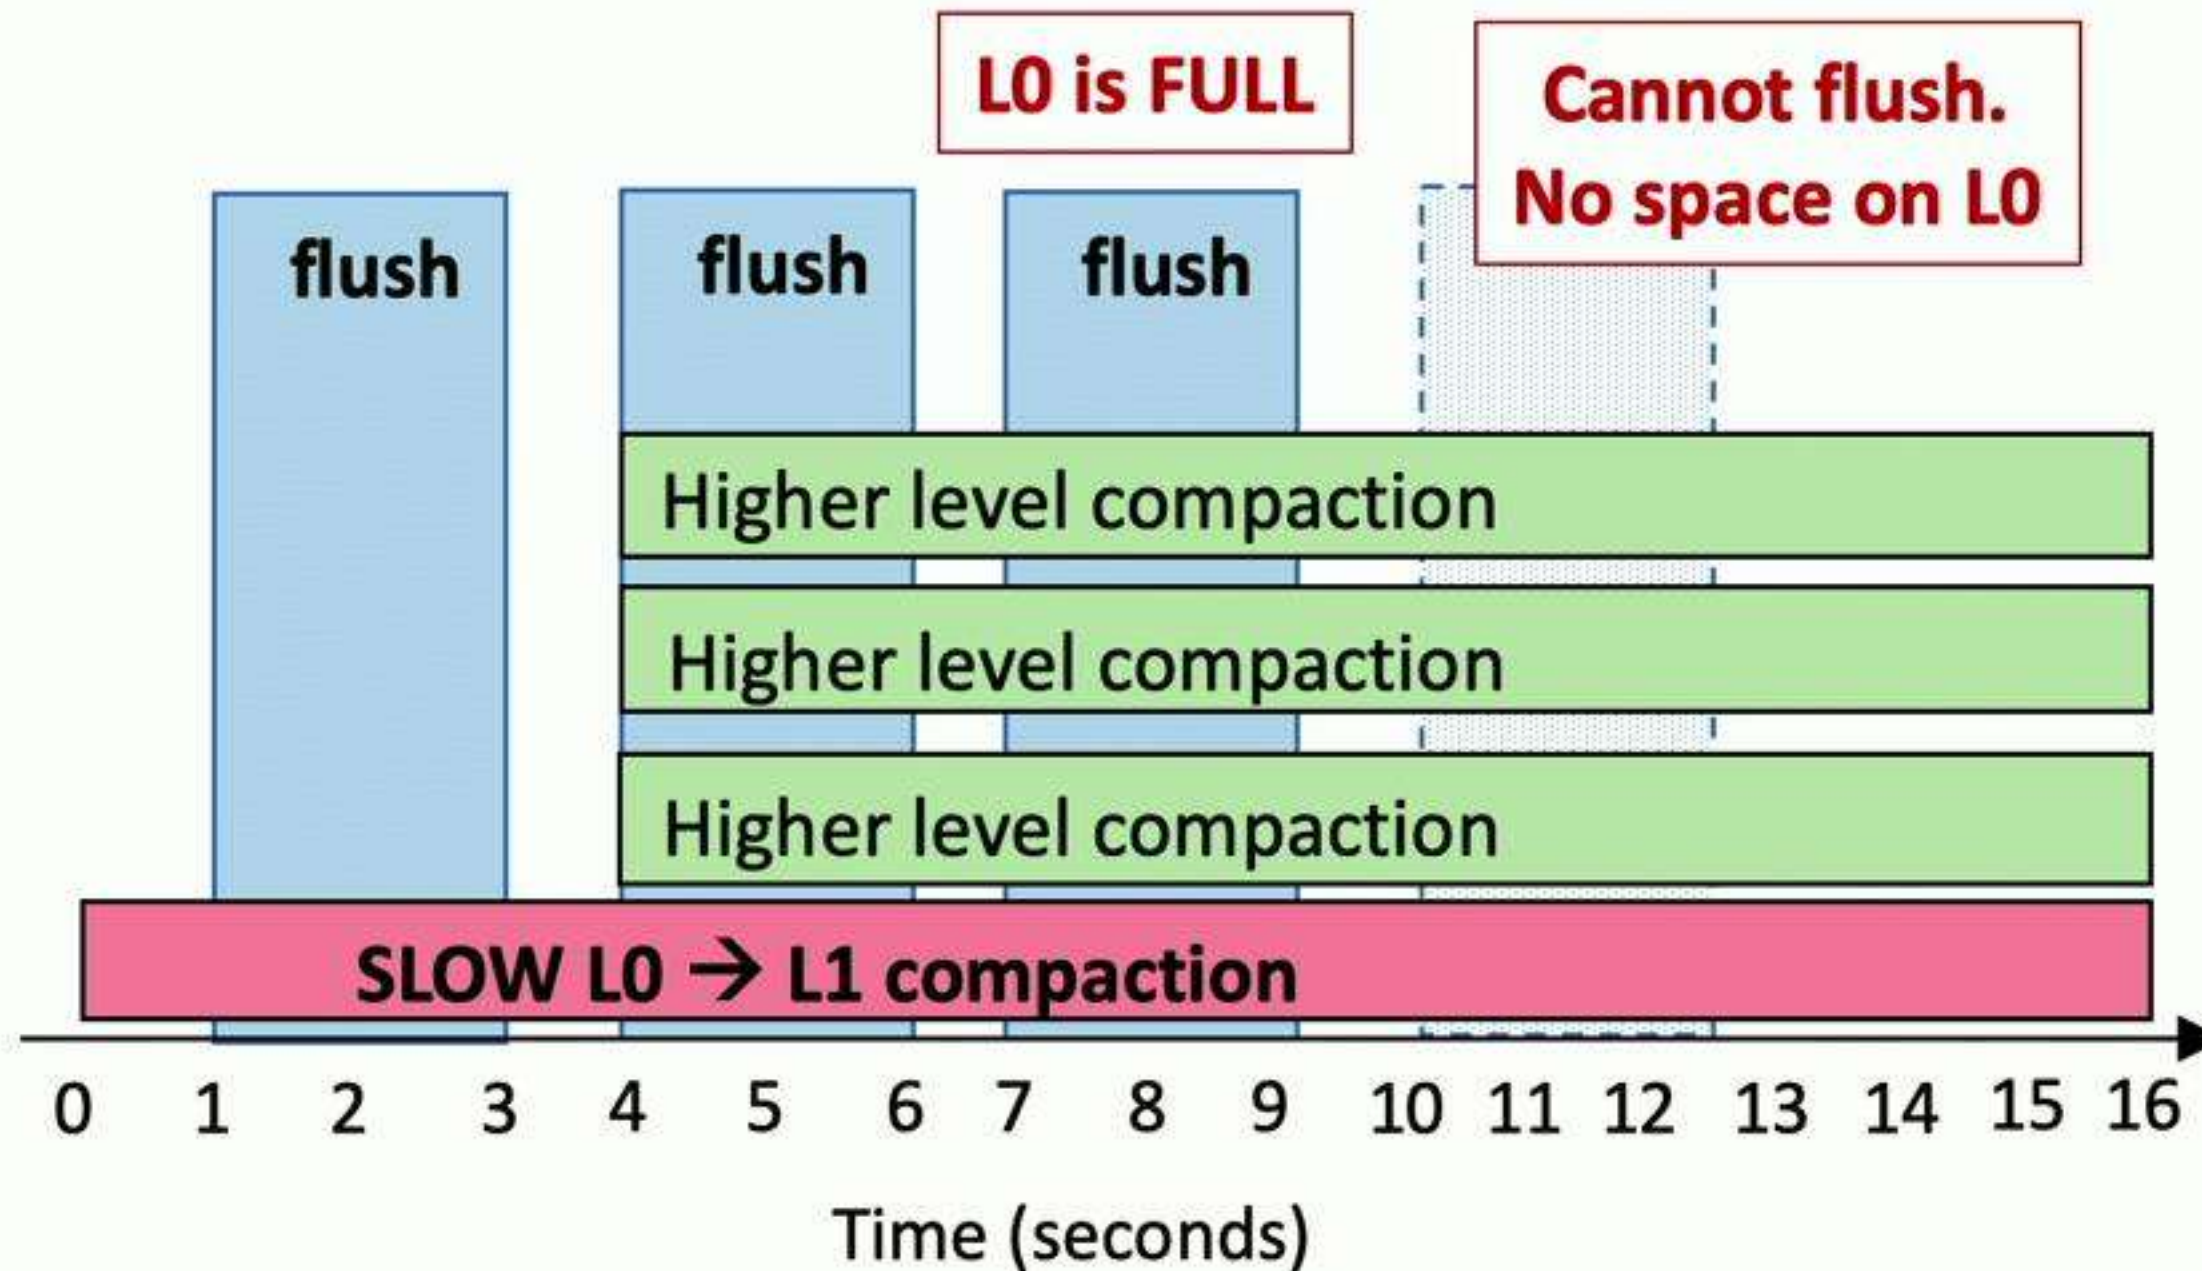 L0 is FULL
Cannot flush.
No space on L0
flush flush flush
Higher level compaction
Higher level compaction
Higher level compaction
SLOW L0 → L1 compaction
0 1 2 3 4 5 6 7 8 9 10 11 12 13 14 15 16
Time (seconds)